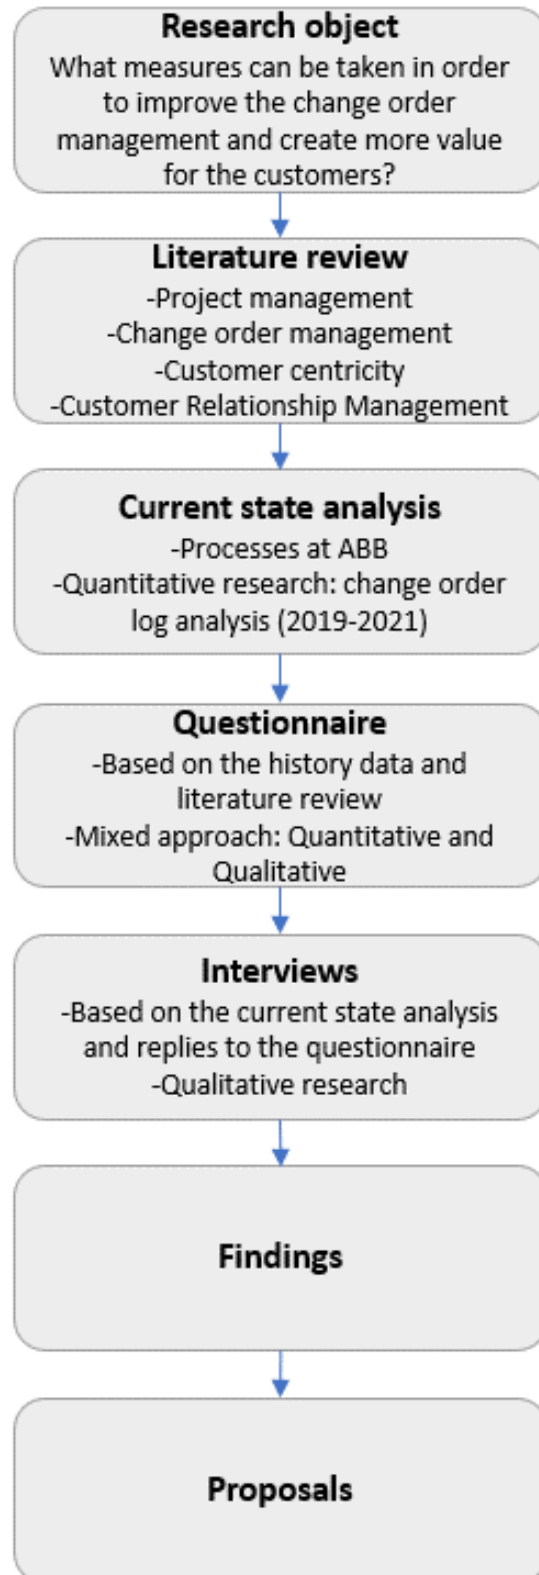 Research object
What measures can be taken in order
to improve the change order
management and create more value
for the customers?
Literature review
-Project management
-Change order management
-Customer centricity
-Customer Relationship Management
Current state analysis
-Processes at ABB
-Quantitative research: change order
log analysis (2019-2021)
Questionnaire
-Based on the history data and
literature review
-Mixed approach: Quantitative and
Qualitative
Interviews
-Based on the current state analysis
and replies to the questionnaire
-Qualitative research
Findings
Proposals